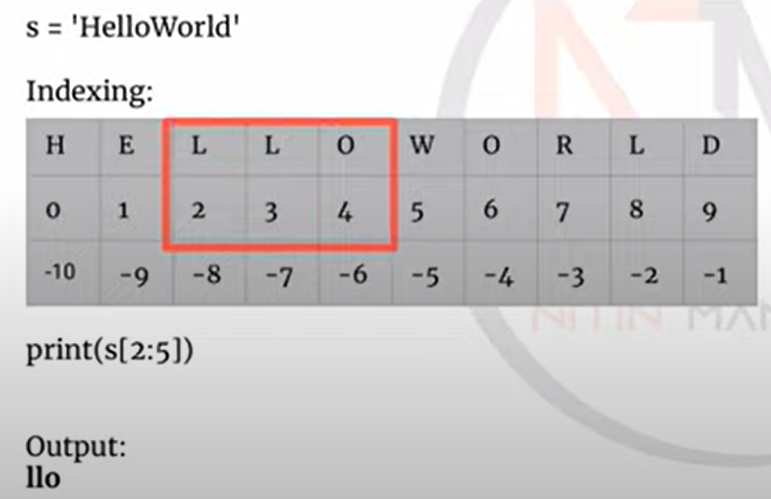 s = 'HelloWorld'
Indexing:
H E L L O W O R L D
0 1 2 3 4 5 6 7 8 9
-10 -9 -8 -7 -6 -5 -4 -3 -2 -1
NITIN
print(s[2:5])
Output:
llo